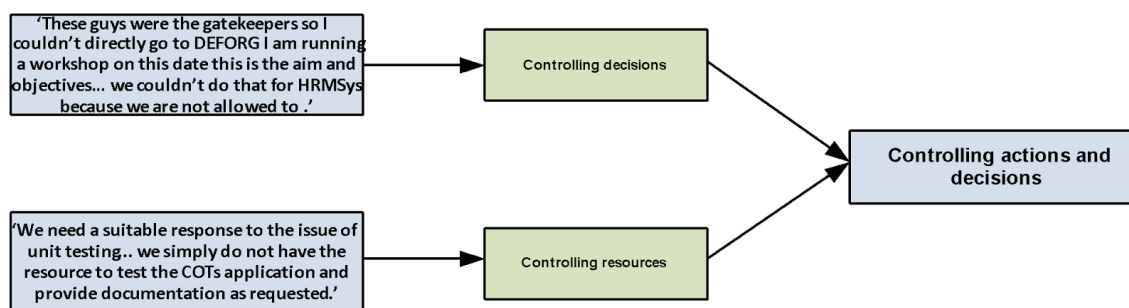 ‘These guys were the gatekeepers so I
couldn’t directly go to DEFORG I am running
a workshop on this date this is the aim and
objectives... we couldn’t do that for HRMSys
because we are not allowed to .’
Controlling decisions
Controlling actions and
decisions
‘We need a suitable response to the issue of
unit testing.. we simply do not have the
resource to test the COTs application and
provide documentation as requested.’
Controlling resources